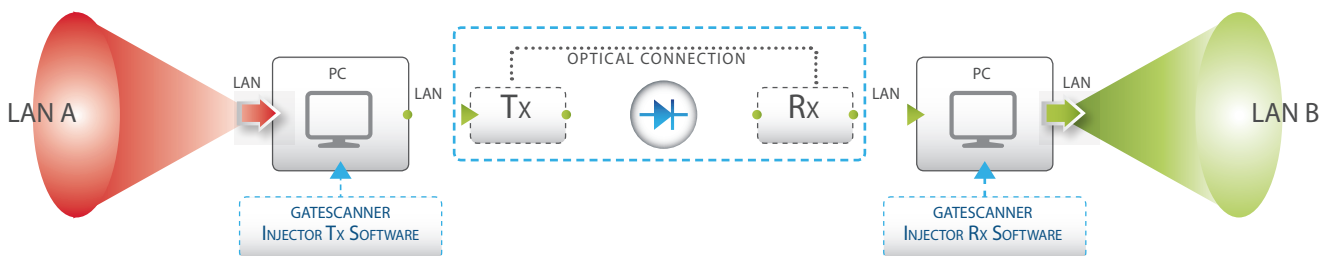 LAN A
LAN
PC
LAN
GATESCANNER
INJECTOR TX SOFTWARE
OPTICAL CONNECTION
TX
RX
LAN
PC
LAN
GATESCANNER
INJECTOR RX SOFTWARE
LAN B